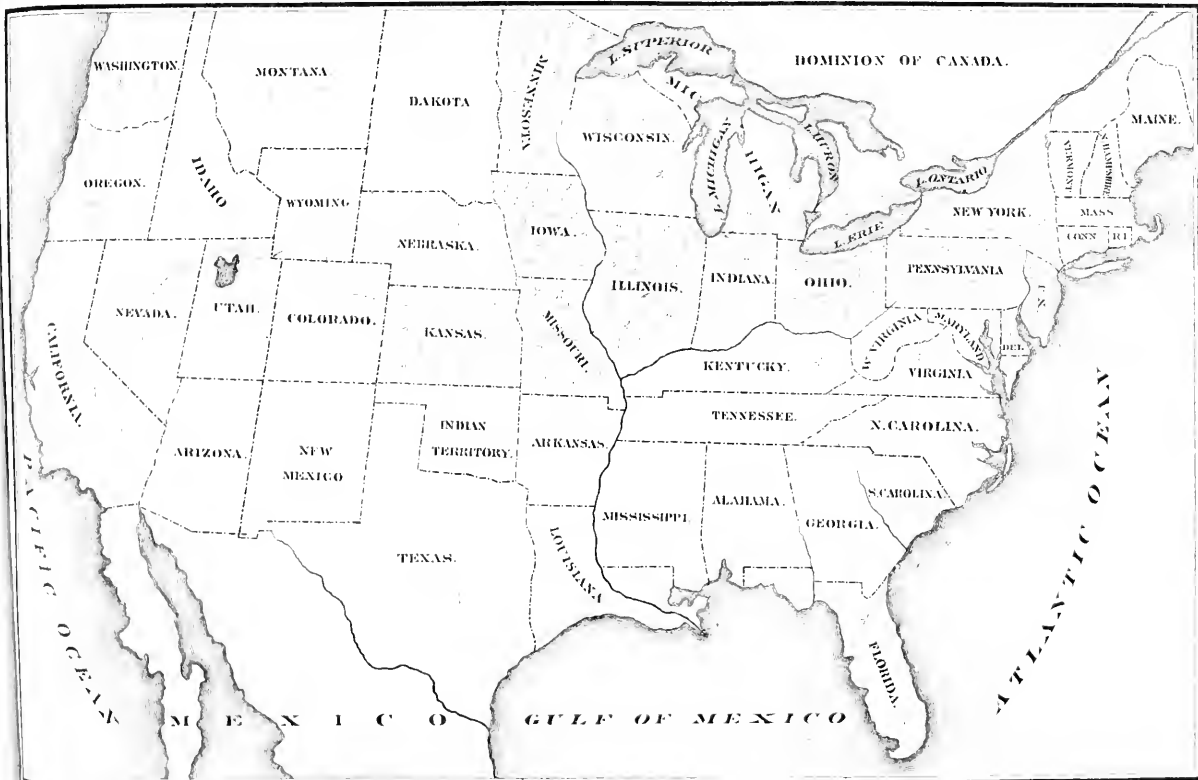 WASHINGTON.
MONTANA.
DAKOTA
MINNESOTA
L. SUPERIOR
DOMINION OF CANADA.
MICHIGAN
WISCONSIN.
L. MICHIGAN
L. HURON
MAINE.
VERMONT
N. HAMPSHIRE
OREGON.
IDAHO
WYOMING
L. ONTARIO
NEW YORK.
MASS
CONN
R I
L. ERIE
NEBRASKA.
IOWA.
ILLINOIS.
INDIANA.
OHIO.
PENNSYLVANIA
N.J.
NEVADA.
UTAH.
COLORADO.
KANSAS.
MISSOURI.
W. VIRGINIA
MARYLAND
DEL
CALIFORNIA.
KENTUCKY.
VIRGINIA
TENNESSEE.
N. CAROLINA.
ARIZONA.
NEW
MEXICO
INDIAN
TERRITORY.
ARKANSAS.
S. CAROLINA.
MISSISSIPPI.
ALAHAMA.
GEORGIA.
TEXAS.
LOUISIANA
FLORIDA.
PACIFIC OCEAN
ATLANTIC OCEAN
MEXICO
GULF OF MEXICO